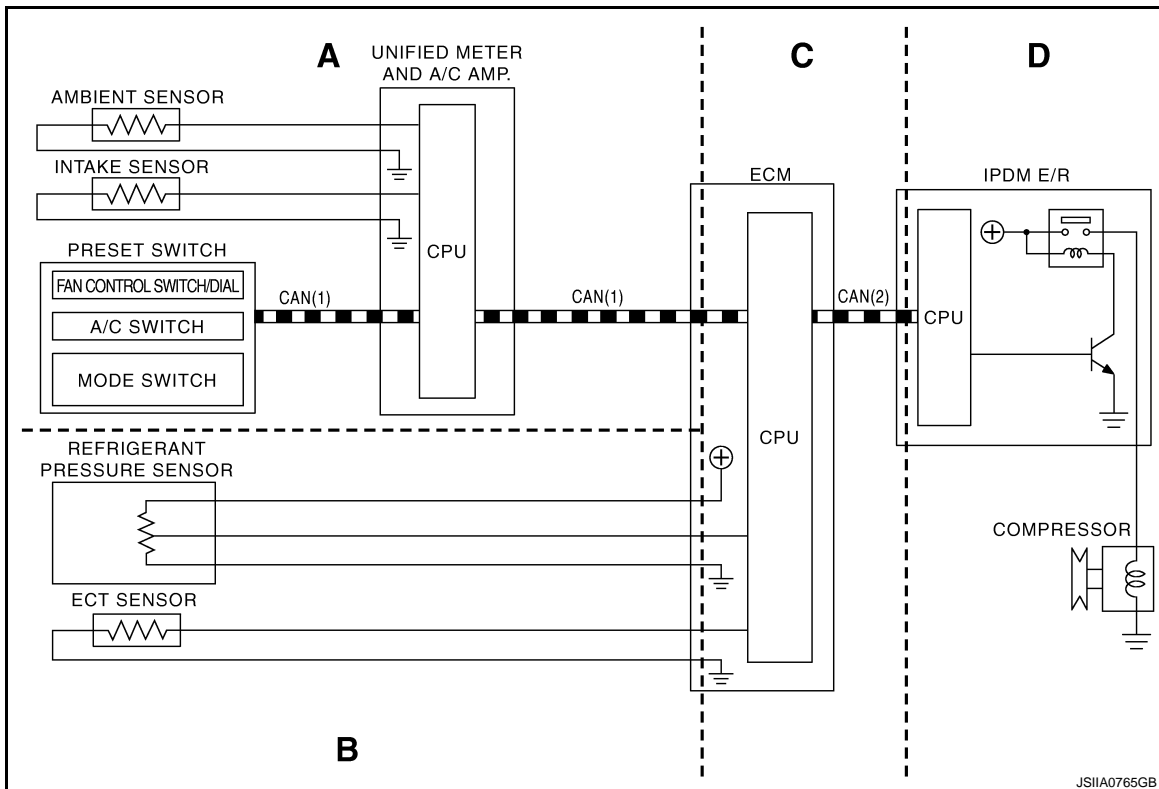 A
UNIFIED METER
AND A/C AMP.
C
D
AMBIENT SENSOR
INTAKE SENSOR
CPU
PRESET SWITCH
FAN CONTROL SWITCH/DIAL
A/C SWITCH
MODE SWITCH
CAN(1)
CAN(1)
ECM
CPU
CAN(2)
IPDM E/R
CPU
REFRIGERANT
PRESSURE SENSOR
ECT SENSOR
COMPRESSOR
B
JSIIA0765GB